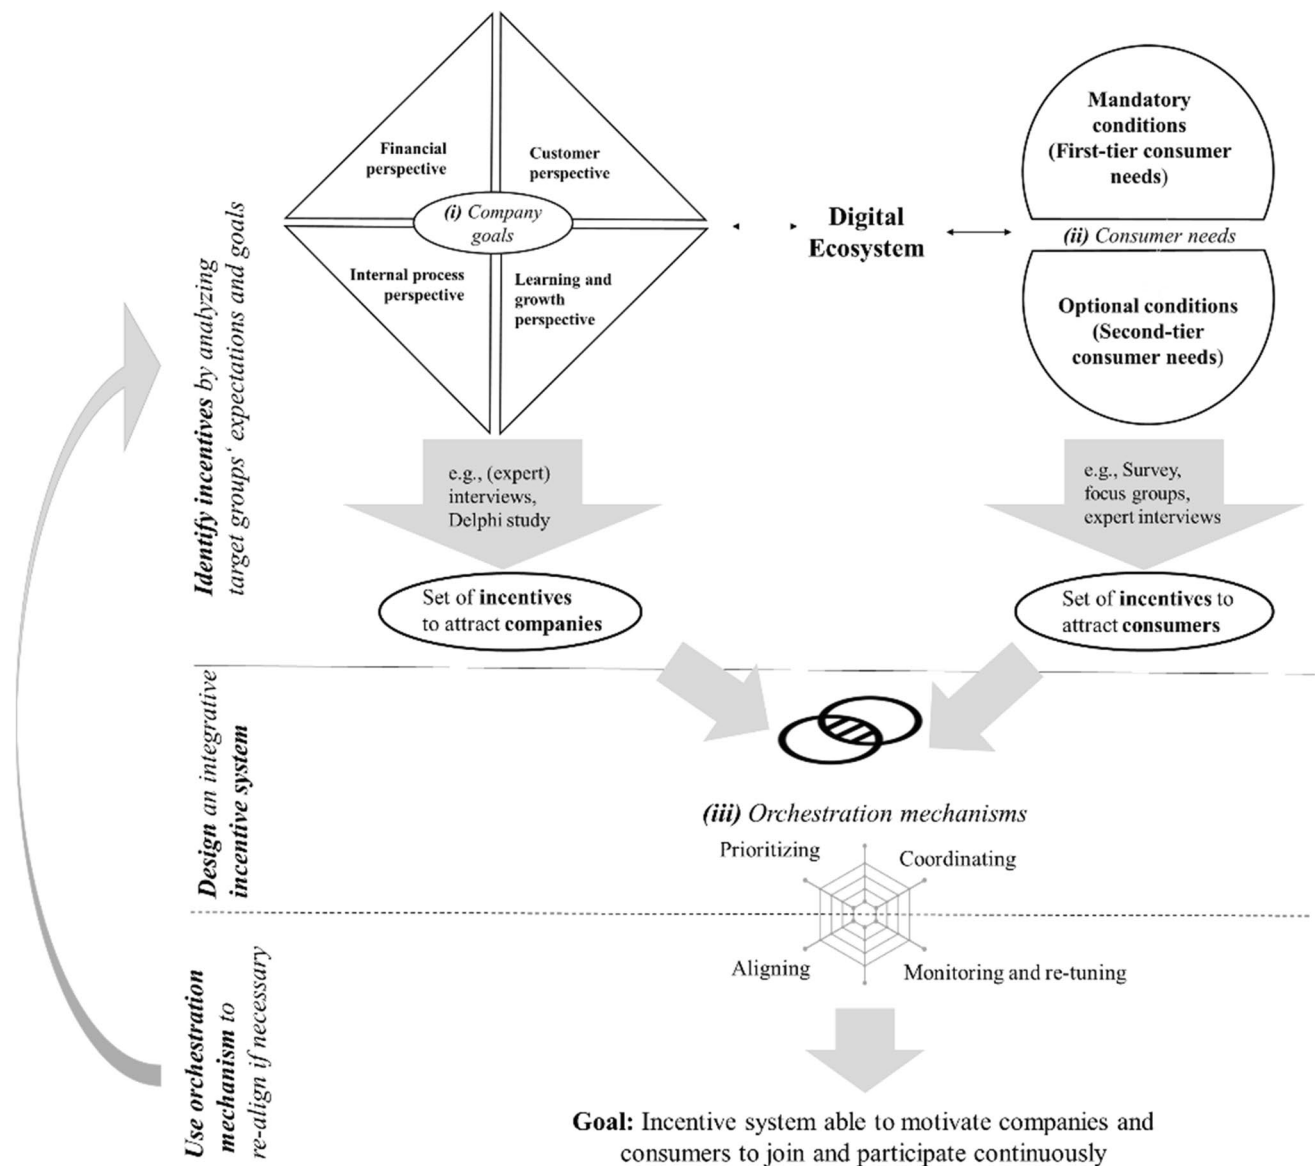 Financial
perspective
Customer
perspective
(i) Company
goals
Internal process
perspective
Learning and
growth
perspective
Digital
Ecosystem
Mandatory
conditions
(First-tier consumer
needs)
(ii) Consumer needs
Optional conditions
(Second-tier
consumer needs)
Identify incentives by analyzing
target groups‘ expectations and goals
e.g., (expert)
interviews,
Delphi study
e.g., Survey,
focus groups,
expert interviews
Set of incentives
to attract companies
Set of incentives to
attract consumers
Design an integrative
incentive system
(iii) Orchestration mechanisms
Prioritizing
Coordinating
Aligning
Monitoring and re-tuning
Use orchestration
mechanism to
re-align if necessary
Goal: Incentive system able to motivate companies and
consumers to join and participate continuously